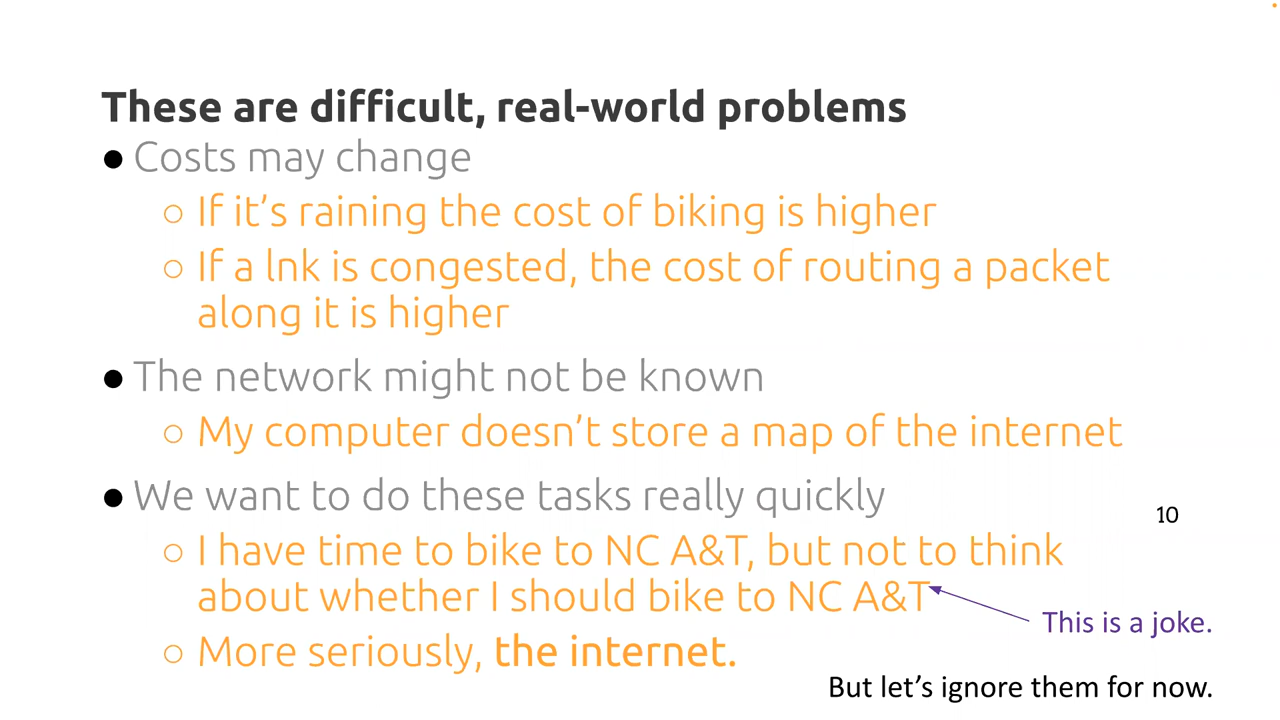 These are difficult, real-world problems
● Costs may change
○ If it's raining the cost of biking is higher
○ If a lnk is congested, the cost of routing a packet
along it is higher
● The network might not be known
○ My computer doesn't store a map of the internet
● We want to do these tasks really quickly
10
○ I have time to bike to NC A&T, but not to think
about whether I should bike to NC A&T
This is a joke.
○ More seriously, the internet.
But let's ignore them for now.